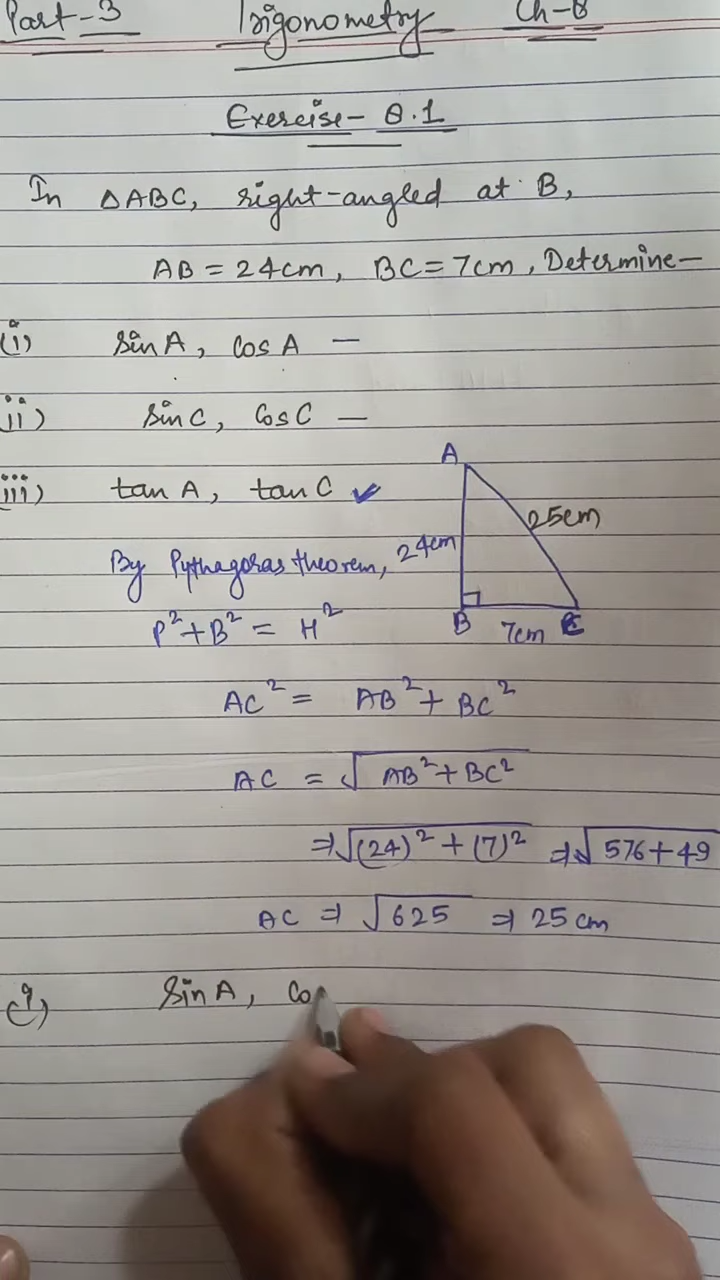 Part-3 Trigonometry Ch-8
Exercise- 8.1
In △ABC, right-angled at B,
AB = 24cm, BC = 7cm, Determine—
(i) sin A, cos A —
ii) sin C, cos C —
(iii) tan A, tan C ✓
A
25cm
24cm
B 7cm C
By Pythagoras theorem,
P²+B² = H²
AC² = AB² + BC²
AC = √AB²+BC²
⇒√(24)² + (7)² ⇒√576+49
AC ⇒ √625 ⇒ 25 cm
(i) sin A, Co